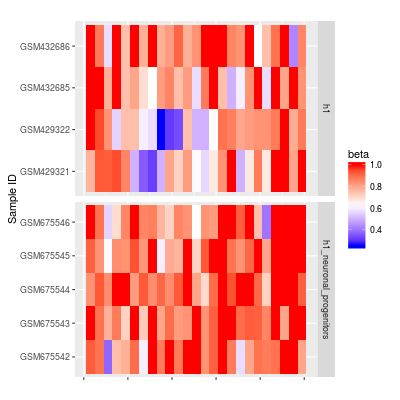 GSM432686
GSM432685
GSM429322
GSM429321
h1
GSM675546
GSM675545
GSM675544
GSM675543
GSM675542
h1_neuronal_progenitors
Sample ID
beta
1.0
0.8
0.6
0.4